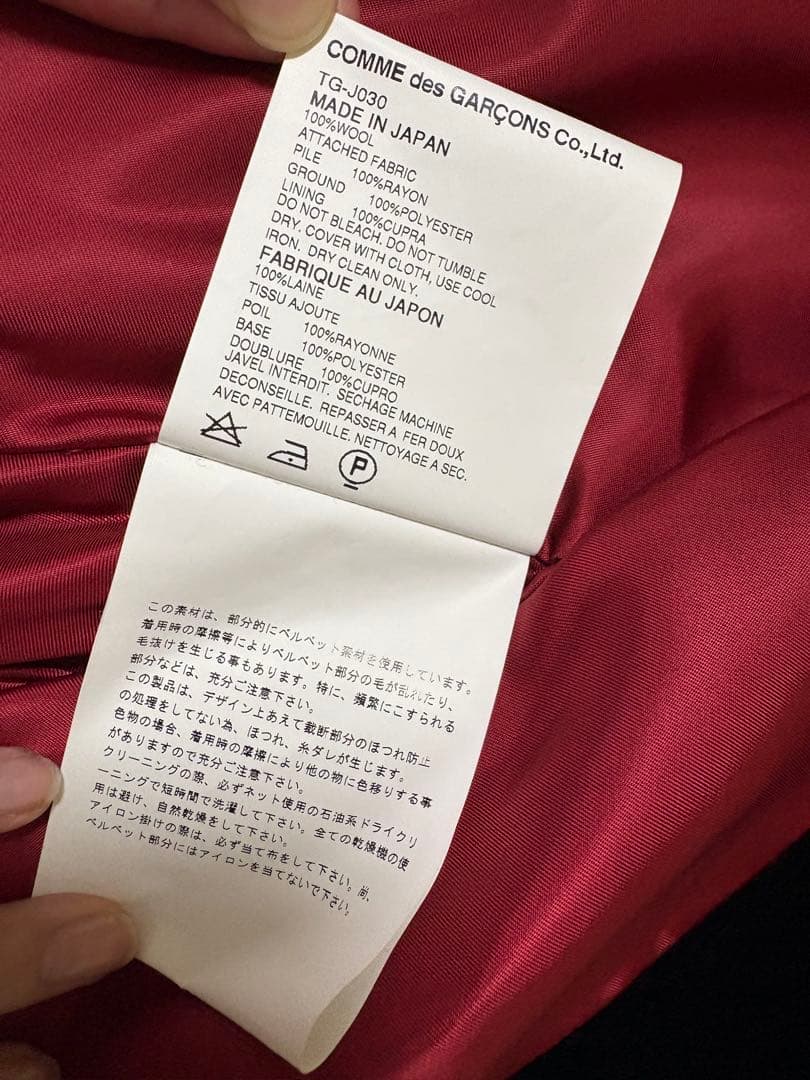 COMME des GARÇONS Co.,Ltd.
TG-J030
MADE IN JAPAN
100%WOOL
ATTACHED FABRIC
PILE 100%RAYON
GROUND 100%POLYESTER
LINING 100%CUPRA
DO NOT BLEACH. DO NOT TUMBLE
DRY. COVER WITH CLOTH, USE COOL
IRON. DRY CLEAN ONLY.
FABRIQUE AU JAPON
100%LAINE
TISSU AJOUTE
POIL 100%RAYONNE
BASE 100%POLYESTER
DOUBLURE 100%CUPRO
JAVEL INTERDIT. SECHAGE MACHINE
DECONSEILLE. REPASSER A FER DOUX
AVEC PATTEMOUILLE. NETTOYAGE A SEC.
P
この素材は、部分的にベルベット素材を使用しています。
着用時の摩擦等によりベルベット部分の毛が乱れたり、
毛抜けを生じる事もあります。特に、頻繁にこすられる
部分などは、充分ご注意下さい。
この製品は、デザイン上あえて裁断部分のほつれ防止
の処理をしてない為、ほつれ、糸ダレが生じます。
色物の場合、着用時の摩擦により他の物に色移りする事
がありますので充分ご注意下さい。
クリーニングの際、必ずネット使用の石油系ドライクリ
ーニングで短時間で洗濯して下さい。全ての乾燥機の使
用は避け、自然乾燥をして下さい。
アイロン掛けの際は、必ず当て布をして下さい。尚、
ベルベット部分にはアイロンを当てないで下さい。